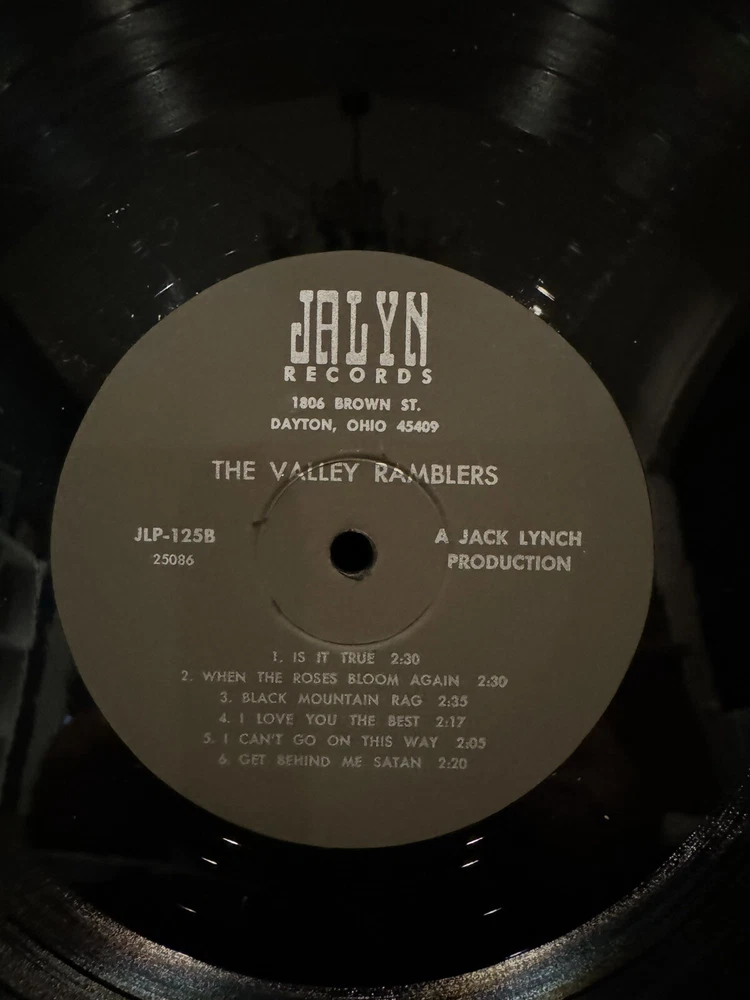 JALYN
RECORDS
1806 BROWN ST.
DAYTON, OHIO 45409
THE VALLEY RAMBLERS
JLP-125B
25086
A JACK LYNCH
PRODUCTION
1. IS IT TRUE 2:30
2. WHEN THE ROSES BLOOM AGAIN 2:30
3. BLACK MOUNTAIN RAG 2:35
4. I LOVE YOU THE BEST 2:17
5. I CAN'T GO ON THIS WAY 2:05
6. GET BEHIND ME SATAN 2:20